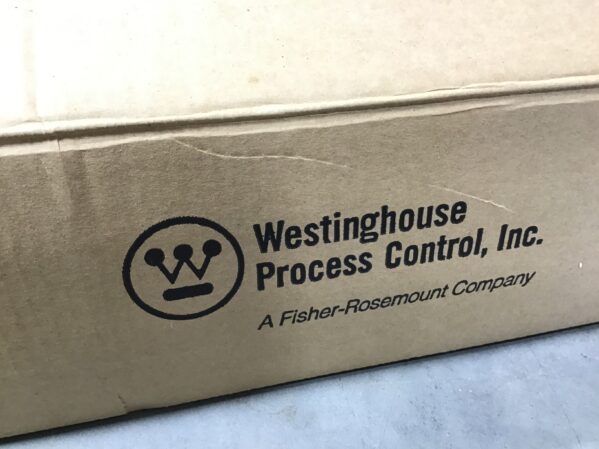 Westinghouse
Process Control, Inc.
A Fisher-Rosemount Company